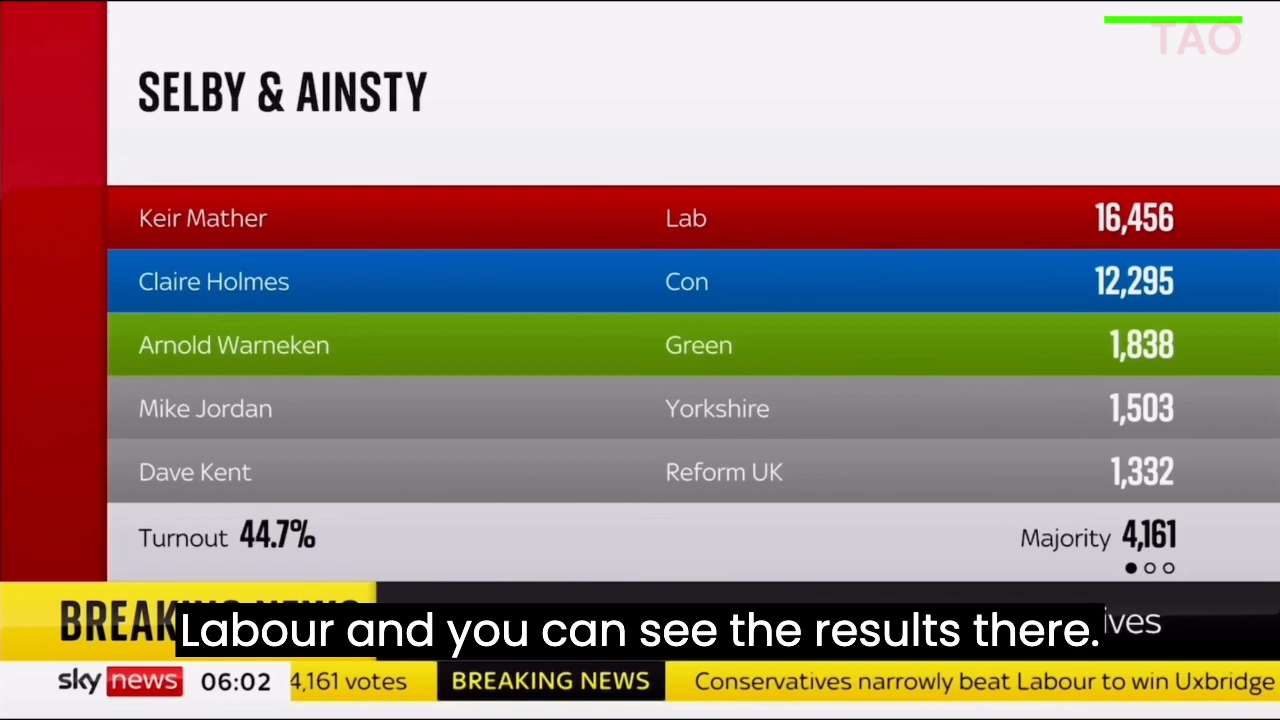 TAO
SELBY & AINSTY
Keir Mather Lab 16,456
Claire Holmes Con 12,295
Arnold Warneken Green 1,838
Mike Jordan Yorkshire 1,503
Dave Kent Reform UK 1,332
Turnout 44.7% Majority 4,161
Labour and you can see the results there.
sky news 06:02 4,161 votes BREAKING NEWS Conservatives narrowly beat Labour to win Uxbridge